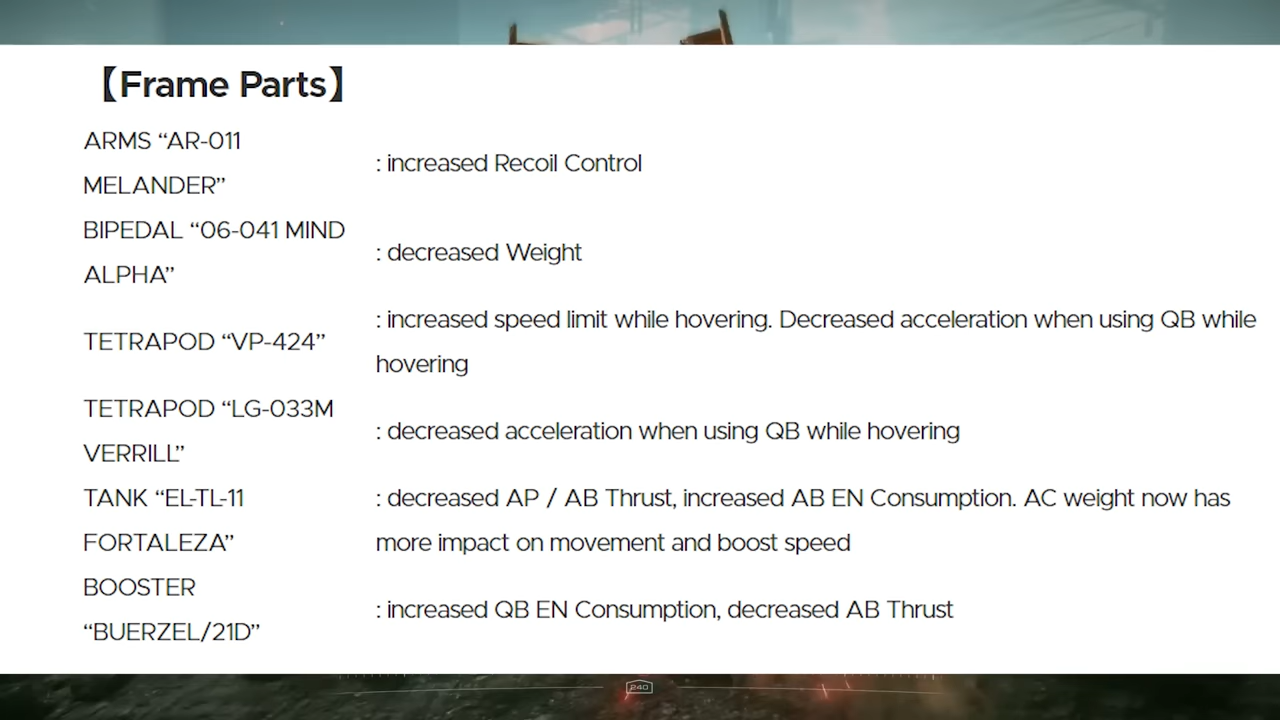 【Frame Parts】
ARMS “AR-011
MELANDER”
: increased Recoil Control
BIPEDAL “06-041 MIND
ALPHA”
: decreased Weight
TETRAPOD “VP-424”
: increased speed limit while hovering. Decreased acceleration when using QB while
hovering
TETRAPOD “LG-033M
VERRILL”
: decreased acceleration when using QB while hovering
TANK “EL-TL-11
FORTALEZA”
: decreased AP / AB Thrust, increased AB EN Consumption. AC weight now has
more impact on movement and boost speed
BOOSTER
“BUERZEL/21D”
: increased QB EN Consumption, decreased AB Thrust
240